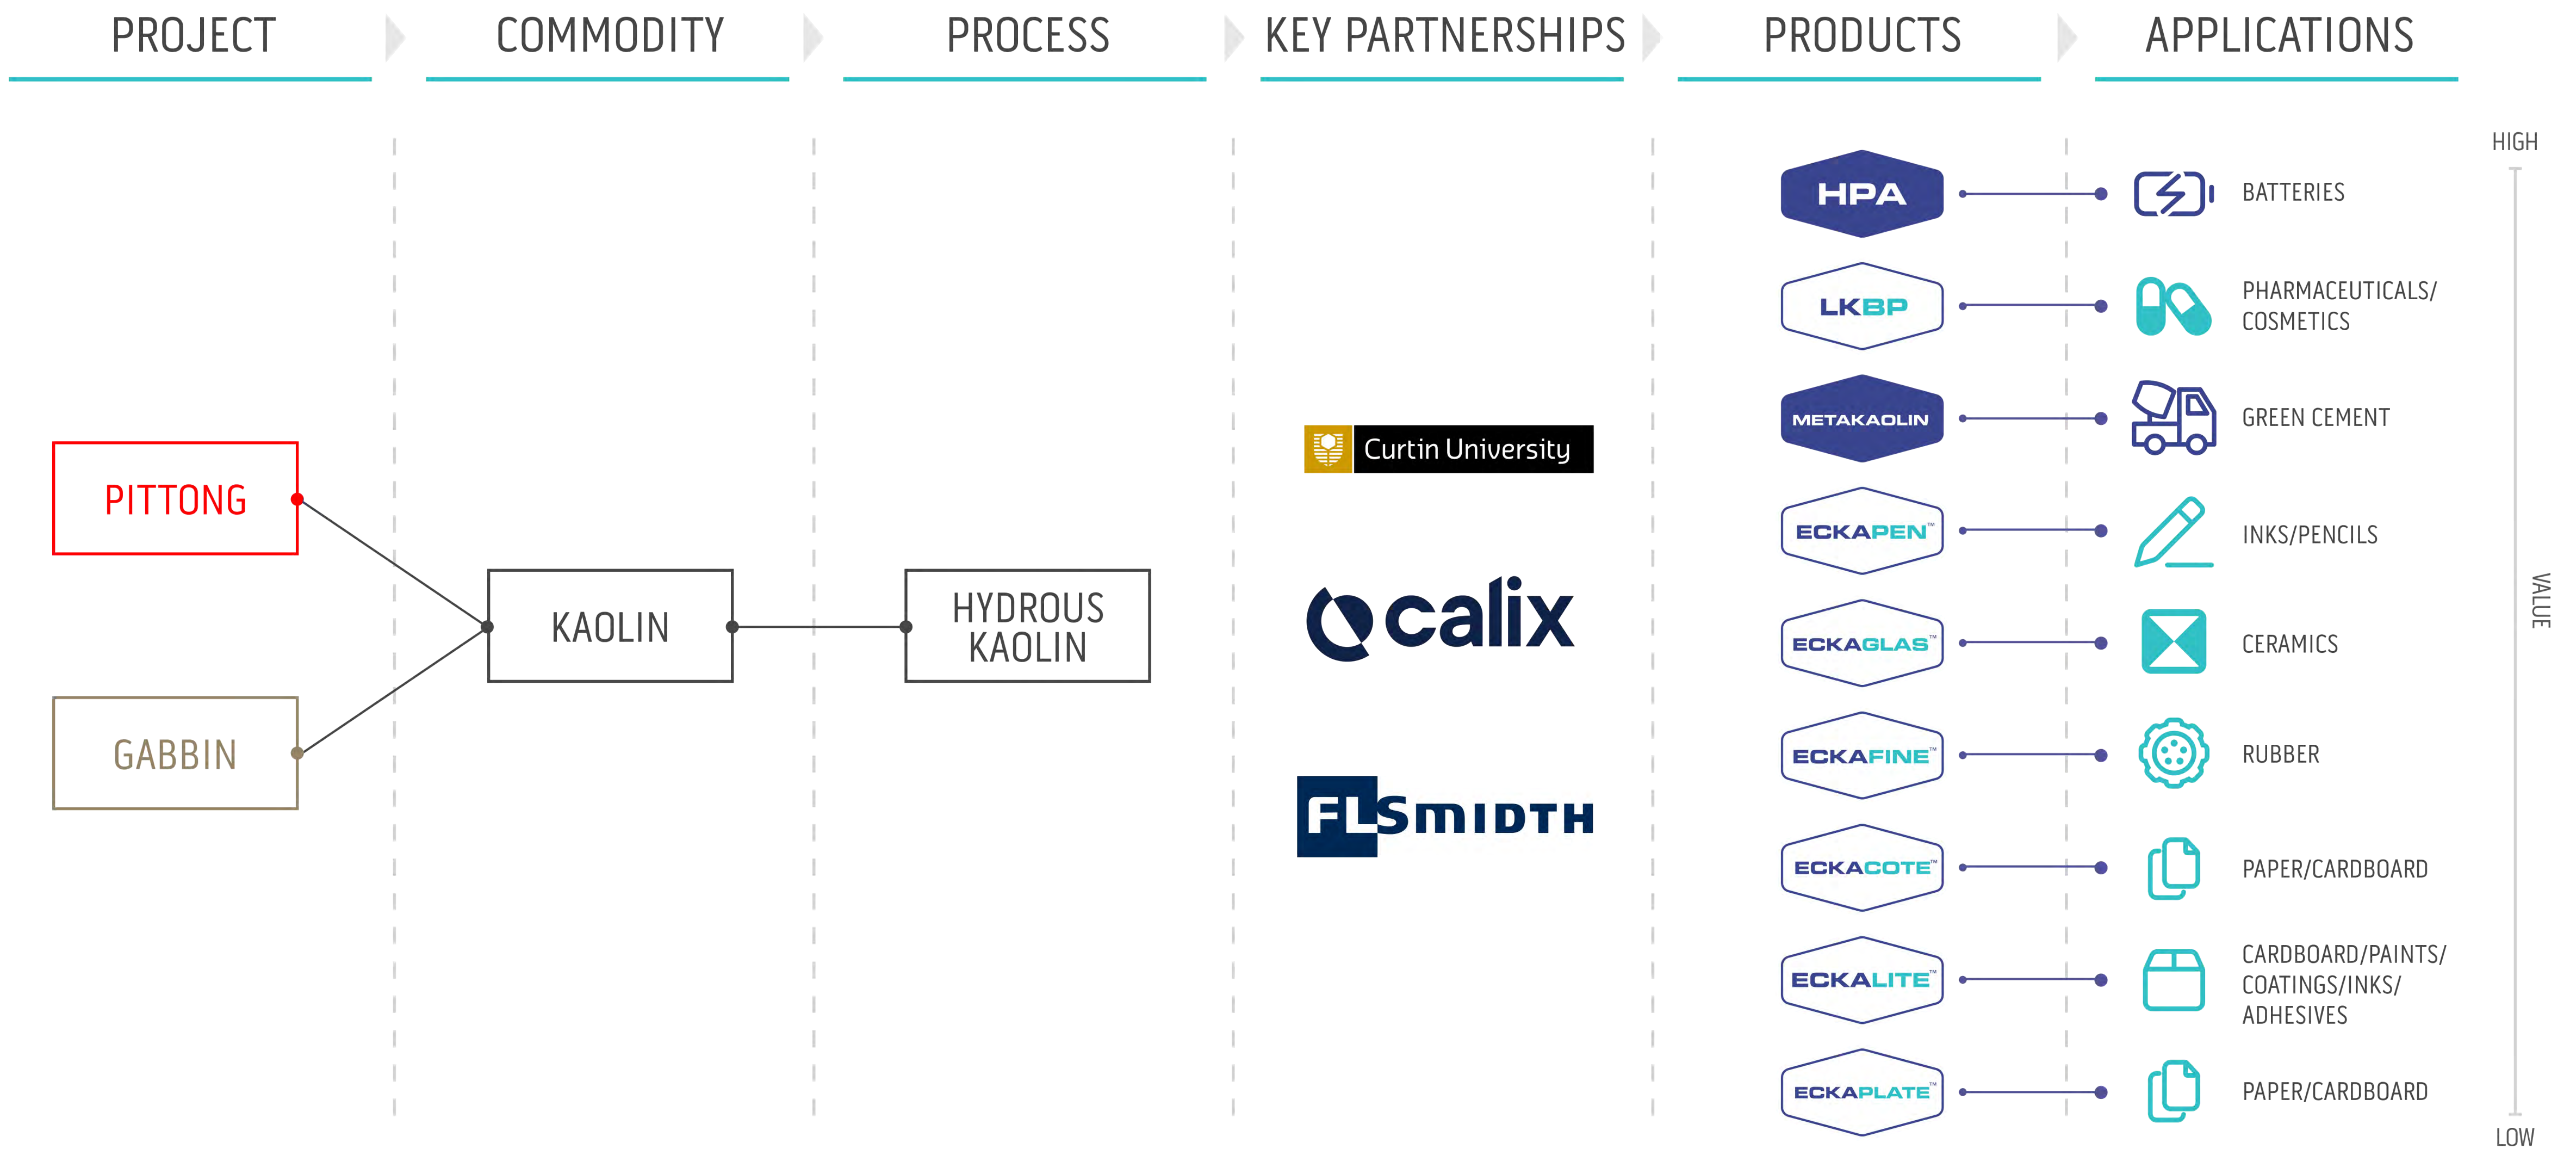 PROJECT
COMMODITY
PROCESS
KEY PARTNERSHIPS
PRODUCTS
APPLICATIONS
PITTONG
GABBIN
KAOLIN
HYDROUS
KAOLIN
Curtin University
calix
FLSMIDTH
HPA
BATTERIES
LKBP
PHARMACEUTICALS/
COSMETICS
METAKAOLIN
GREEN CEMENT
ECKAPEN™
INKS/PENCILS
ECKAGLAS™
CERAMICS
ECKAFINE™
RUBBER
ECKACOTE™
PAPER/CARDBOARD
ECKALITE™
CARDBOARD/PAINTS/
COATINGS/INKS/
ADHESIVES
ECKAPLATE™
PAPER/CARDBOARD
HIGH
VALUE
LOW